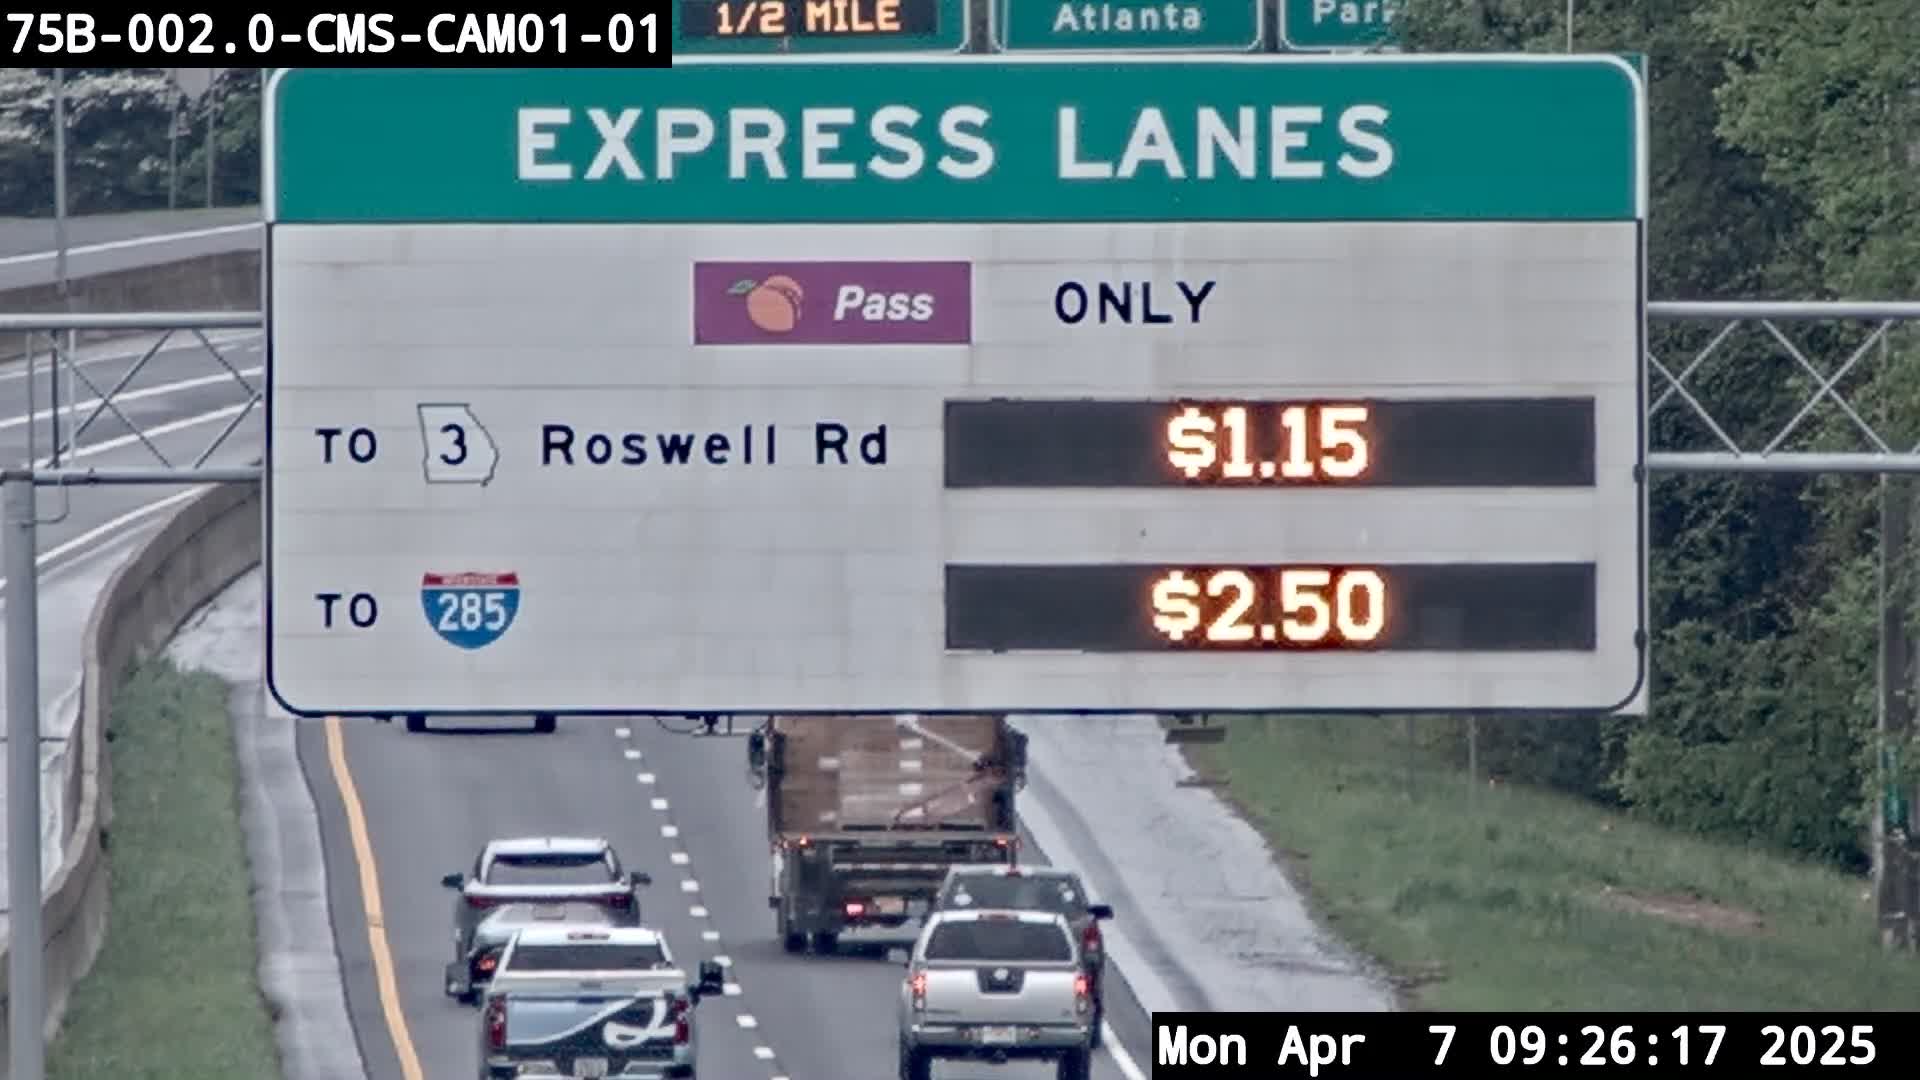 75B-002.0-CMS-CAM01-01
1/2 MILE
Atlanta
EXPRESS LANES
Pass ONLY
TO 3 Roswell Rd $1.15
TO 285 $2.50
Mon Apr 7 09:26:17 2025